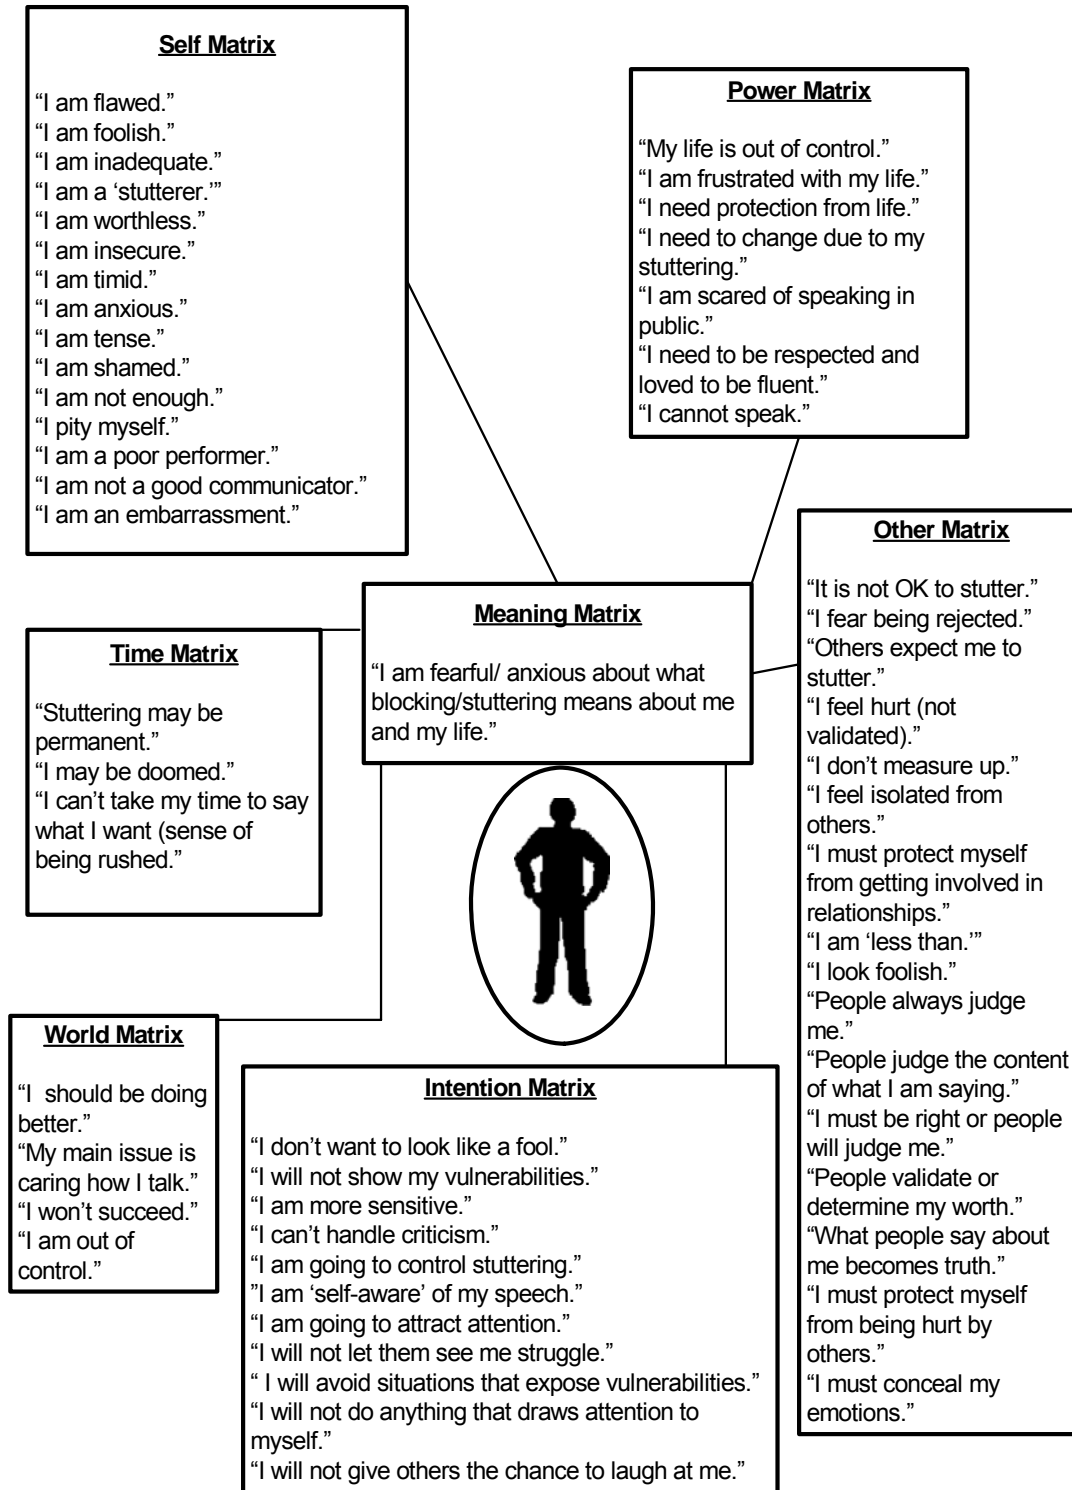 Self Matrix
“I am flawed.”
“I am foolish.”
“I am inadequate.”
“I am a ‘stutterer.’”
“I am worthless.”
“I am insecure.”
“I am timid.”
“I am anxious.”
“I am tense.”
“I am shamed.”
“I am not enough.”
“I pity myself.”
“I am a poor performer.”
“I am not a good communicator.”
“I am an embarrassment.”
Power Matrix
“My life is out of control.”
“I am frustrated with my life.”
“I need protection from life.”
“I need to change due to my
stuttering.”
“I am scared of speaking in
public.”
“I need to be respected and
loved to be fluent.”
“I cannot speak.”
Meaning Matrix
“I am fearful/ anxious about what
blocking/stuttering means about me
and my life.”
Other Matrix
“It is not OK to stutter.”
“I fear being rejected.”
“Others expect me to
stutter.”
“I feel hurt (not
validated).”
“I don’t measure up.”
“I feel isolated from
others.”
“I must protect myself
from getting involved in
relationships.”
“I am ‘less than.’”
“I look foolish.”
“People always judge
me.”
“People judge the content
of what I am saying.”
“I must be right or people
will judge me.”
“People validate or
determine my worth.”
“What people say about
me becomes truth.”
“I must protect myself
from being hurt by
others.”
“I must conceal my
emotions.”
Time Matrix
“Stuttering may be
permanent.”
“I may be doomed.”
“I can’t take my time to say
what I want (sense of
being rushed.”
World Matrix
“I  should be doing
better.”
“My main issue is
caring how I talk.”
“I won’t succeed.”
“I am out of
control.”
Intention Matrix
“I don’t want to look like a fool.”
“I will not show my vulnerabilities.”
“I am more sensitive.”
“I can’t handle criticism.”
“I am going to control stuttering.”
”I am ‘self-aware’ of my speech.”
“I am going to attract attention.”
“I will not let them see me struggle.”
“ I will avoid situations that expose vulnerabilities.”
“I will not do anything that draws attention to
myself.”
“I will not give others the chance to laugh at me.”